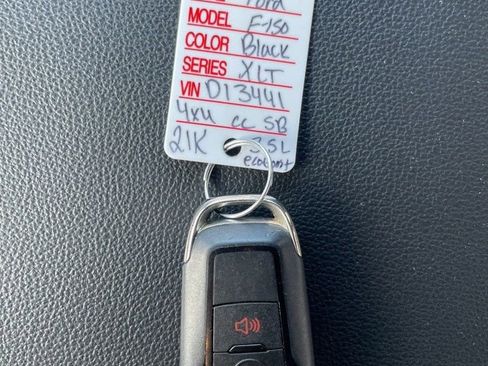 Ford
MODEL F-150
COLOR Black
SERIES XLT
VIN D13441
4x4 CC SB
21K 3.5L
ecoboost